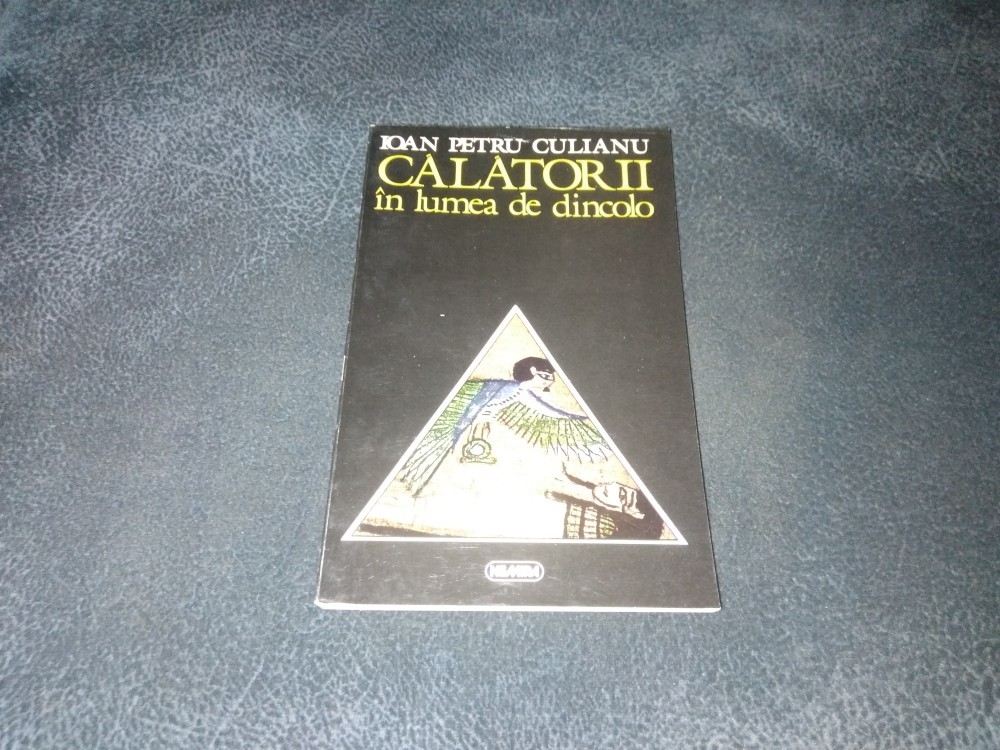 IOAN PETRU CULIANU
CĂLĂTORII
în lumea de dincolo
NEMIRA